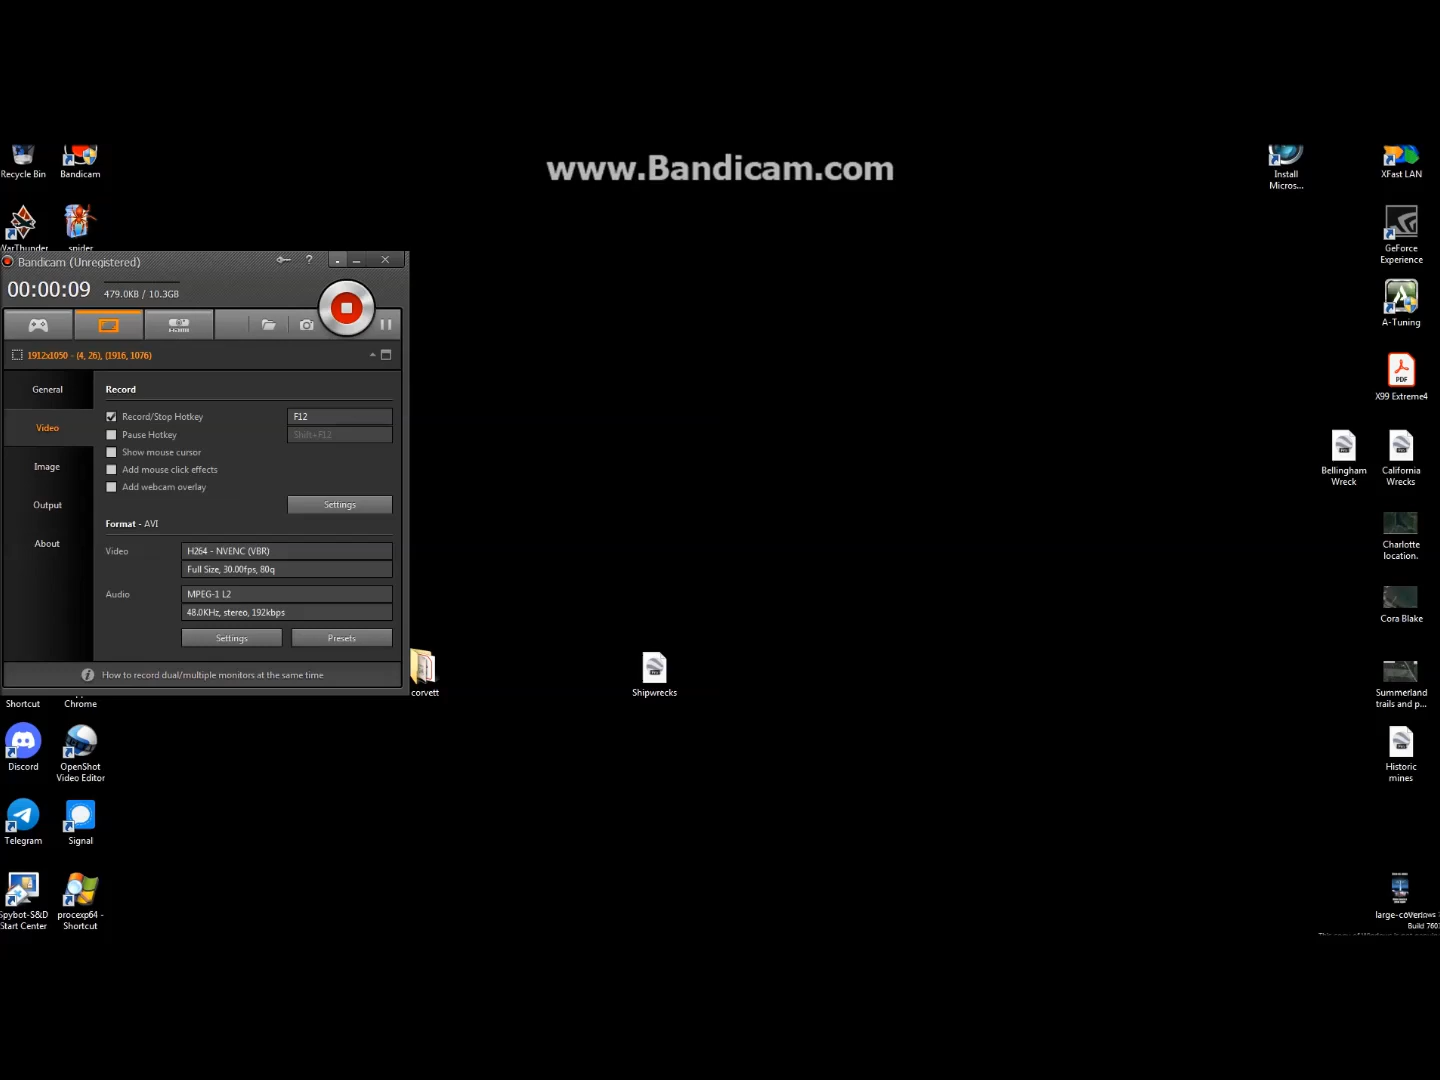 www.Bandicam.com
Recycle Bin
Bandicam
Install
Micros...
XFast LAN
WarThunder
spider
GeForce
Experience
Bandicam (Unregistered)
?
00:00:09
479.0KB / 10.3GB
HDMI
A-Tuning
1912x1050 - (4, 26), (1916, 1076)
General
Video
Image
Output
About
Record
Record/Stop Hotkey
F12
Pause Hotkey
Shift+F12
Show mouse cursor
Add mouse click effects
Add webcam overlay
Settings
Format - AVI
Video
H264 - NVENC (VBR)
Full Size, 30.00fps, 80q
Audio
MPEG-1 L2
48.0KHz, stereo, 192kbps
Settings
Presets
How to record dual/multiple monitors at the same time
PDF
X99 Extreme4
Bellingham
Wreck
California
Wrecks
Charlotte
location.
Cora Blake
corvett
Shipwrecks
Summerland
trails and p...
Shortcut
Chrome
Discord
OpenShot
Video Editor
Historic
mines
Telegram
Signal
Spybot-S&D
Start Center
procexp64 -
Shortcut
Build 760